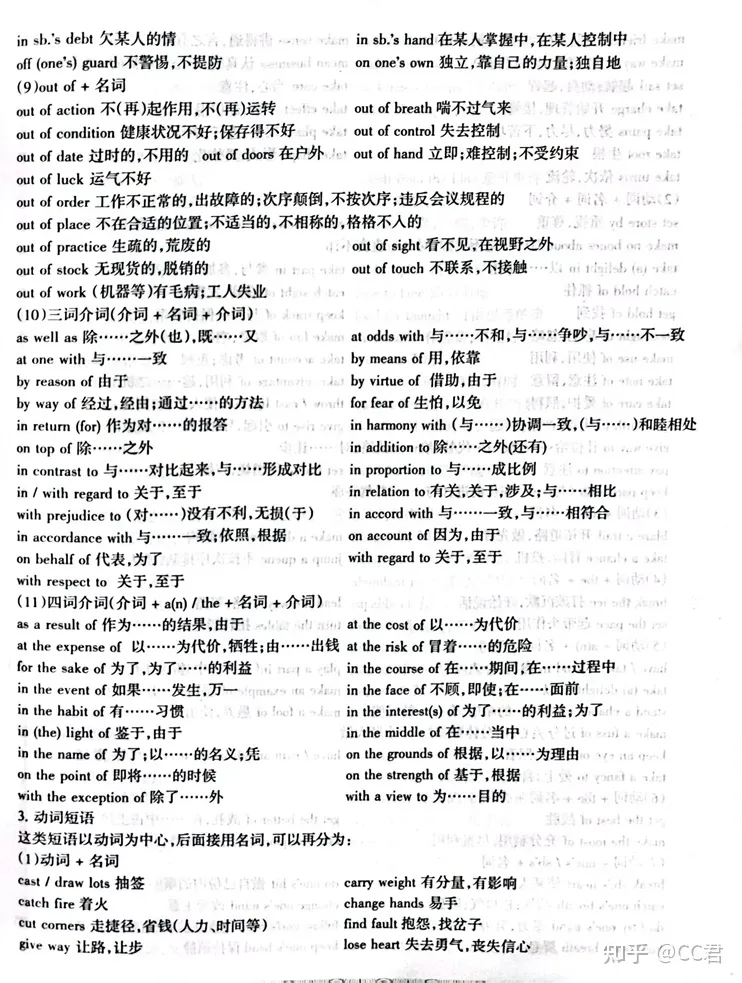 in sb.'s debt 欠某人的情 in sb.'s hand 在某人掌握中,在某人控制中
off (one's) guard 不警惕,不提防 on one's own 独立,靠自己的力量;独自地
(9)out of + 名词
out of action 不(再)起作用,不(再)运转 out of breath 喘不过气来
out of condition 健康状况不好;保存得不好 out of control 失去控制
out of date 过时的,不用的 out of doors 在户外 out of hand 立即;难控制;不受约束
out of luck 运气不好
out of order 工作不正常的,出故障的;次序颠倒,不按次序;违反会议规程的
out of place 不在合适的位置;不适当的,不相称的,格格不入的
out of practice 生疏的,荒废的 out of sight 看不见,在视野之外
out of stock 无现货的,脱销的 out of touch 不联系,不接触
out of work (机器等)有毛病;工人失业
(10)三词介词(介词 + 名词 + 介词)
as well as 除……之外(也),既……又 at odds with 与……不和,与……争吵,与……不一致
at one with 与……一致 by means of 用,依靠
by reason of 由于 by virtue of 借助,由于
by way of 经过,经由;通过……的方法 for fear of 生怕,以免
in return (for) 作为对……的报答 in harmony with (与……)协调一致,(与……)和睦相处
on top of 除……之外 in addition to 除……之外(还有)
in contrast to 与……对比起来,与……形成对比 in proportion to 与……成比例
in / with regard to 关于,至于 in relation to 有关,关于,涉及;与……相比
with prejudice to (对……)没有不利,无损(于) in accord with 与……一致,与……相符合
in accordance with 与……一致;依照,根据 on account of 因为,由于
on behalf of 代表,为了 with regard to 关于,至于
with respect to 关于,至于
(11)四词介词(介词 + a(n) / the + 名词 + 介词)
as a result of 作为……的结果,由于 at the cost of 以……为代价
at the expense of 以……为代价,牺牲;由……出钱 at the risk of 冒着……的危险
for the sake of 为了,为了……的利益 in the course of 在……期间,在……过程中
in the event of 如果……发生,万一 in the face of 不顾,即使;在……面前
in the habit of 有……习惯 in the interest(s) of 为了……的利益;为了
in (the) light of 鉴于,由于 in the middle of 在……当中
in the name of 为了;以……的名义;凭 on the grounds of 根据,以……为理由
on the point of 即将……的时候 on the strength of 基于,根据
with the exception of 除了……外 with a view to 为……目的
3. 动词短语
这类短语以动词为中心,后面接用名词,可以再分为:
(1)动词 + 名词
cast / draw lots 抽签 carry weight 有分量,有影响
catch fire 着火 change hands 易手
cut corners 走捷径,省钱(人力、时间等) find fault 抱怨,找岔子
give way 让路,让步 lose heart 失去勇气,丧失信心
知乎 @CC君